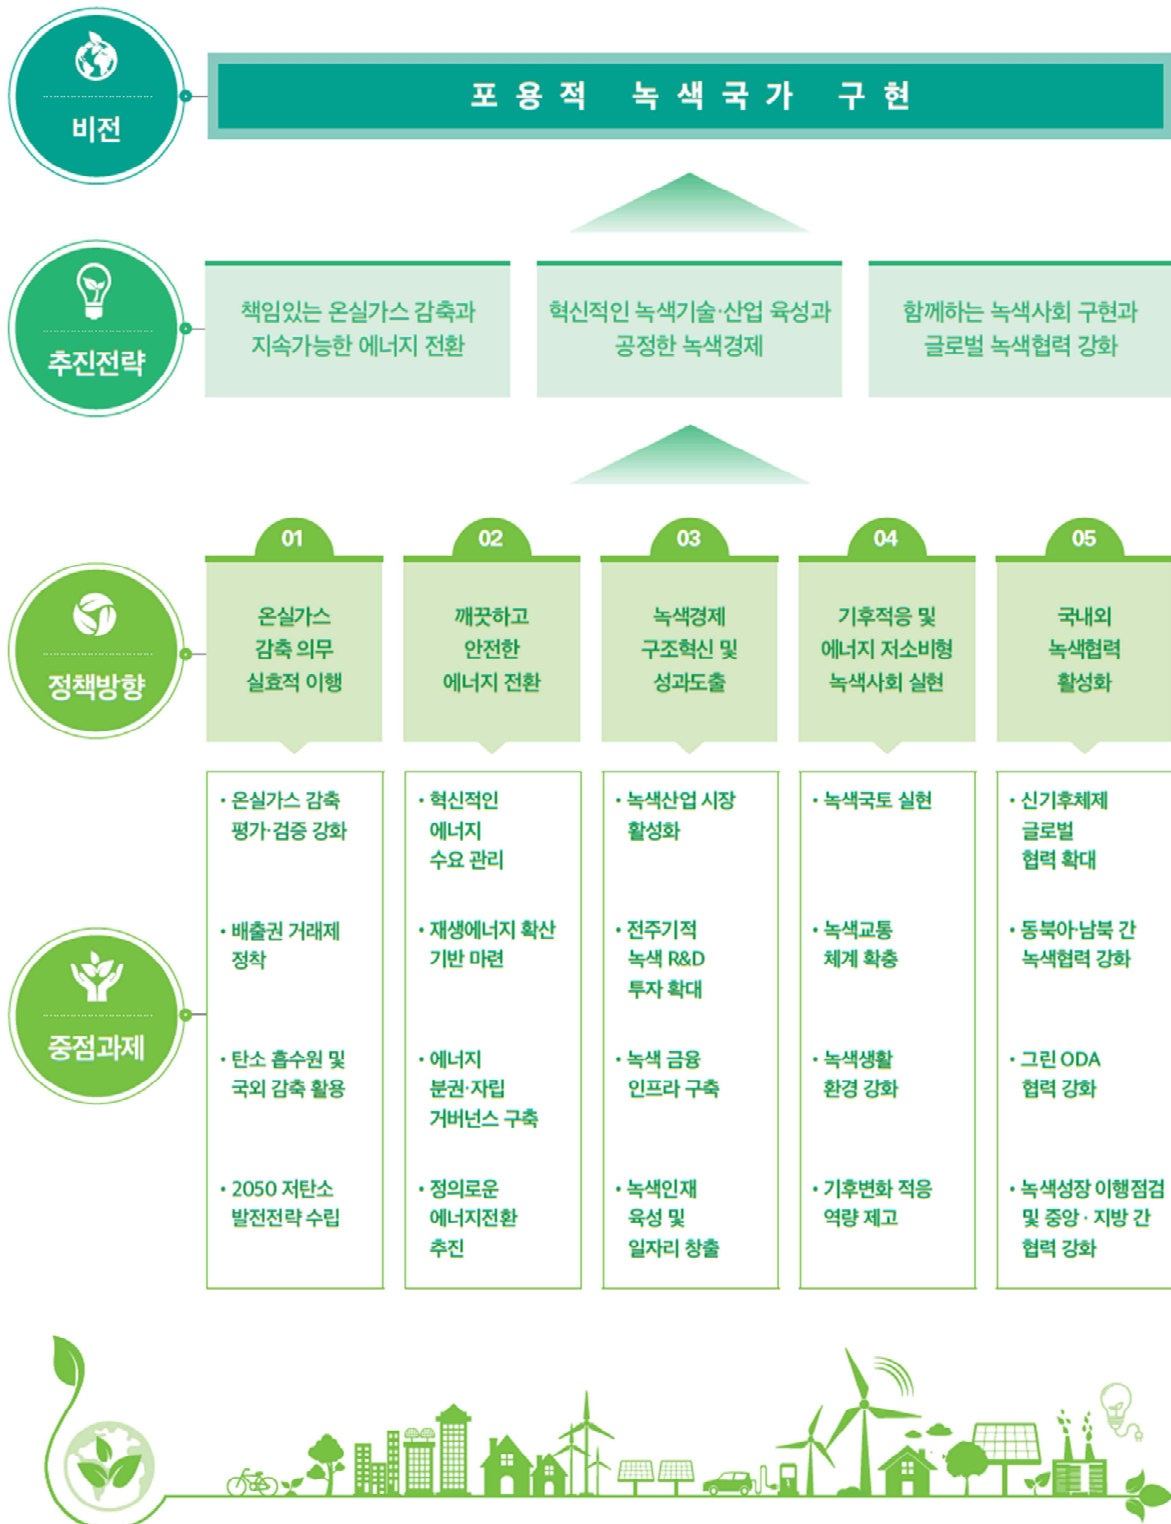 비전
포용적 녹색국가 구현
추진전략
책임있는 온실가스 감축과
지속가능한 에너지 전환
혁신적인 녹색기술·산업 육성과
공정한 녹색경제
함께하는 녹색사회 구현과
글로벌 녹색협력 강화
정책방향
01
온실가스
감축 의무
실효적 이행
02
깨끗하고
안전한
에너지 전환
03
녹색경제
구조혁신 및
성과도출
04
기후적응 및
에너지 저소비형
녹색사회 실현
05
국내외
녹색협력
활성화
중점과제
· 온실가스 감축
평가·검증 강화
· 배출권 거래제
정착
· 탄소 흡수원 및
국외 감축 활용
· 2050 저탄소
발전전략 수립
· 혁신적인
에너지
수요 관리
· 재생에너지 확산
기반 마련
· 에너지
분권·자립
거버넌스 구축
· 정의로운
에너지전환
추진
· 녹색산업 시장
활성화
· 전주기적
녹색 R&D
투자 확대
· 녹색 금융
인프라 구축
· 녹색인재
육성 및
일자리 창출
· 녹색국토 실현
· 녹색교통
체계 확충
· 녹색생활
환경 강화
· 기후변화 적응
역량 제고
· 신기후체제
글로벌
협력 확대
· 동북아·남북 간
녹색협력 강화
· 그린 ODA
협력 강화
· 녹색성장 이행점검
및 중앙 · 지방 간
협력 강화